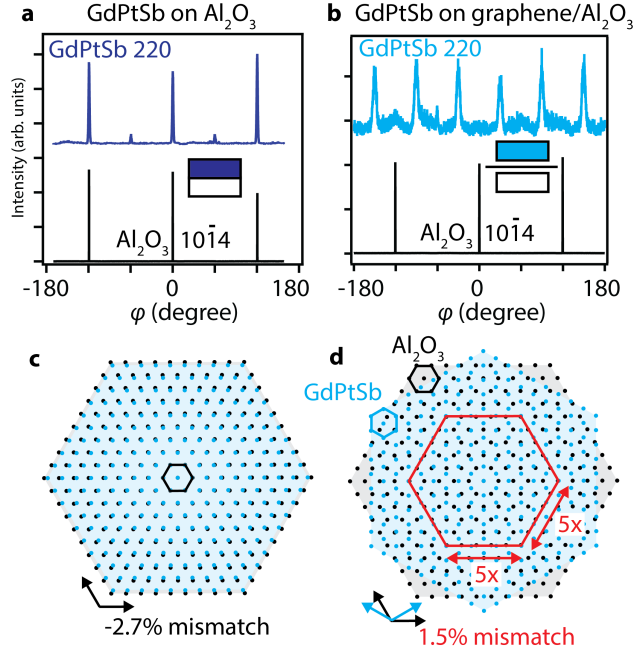 a
GdPtSb on Al₂O₃
GdPtSb 220
Intensity (arb. units)
Al₂O₃ 101̄4
-180 0 180
φ (degree)
b
GdPtSb on graphene/Al₂O₃
GdPtSb 220
Al₂O₃ 101̄4
-180 0 180
φ (degree)
c
-2.7% mismatch
d
Al₂O₃
GdPtSb
5x
5x
1.5% mismatch